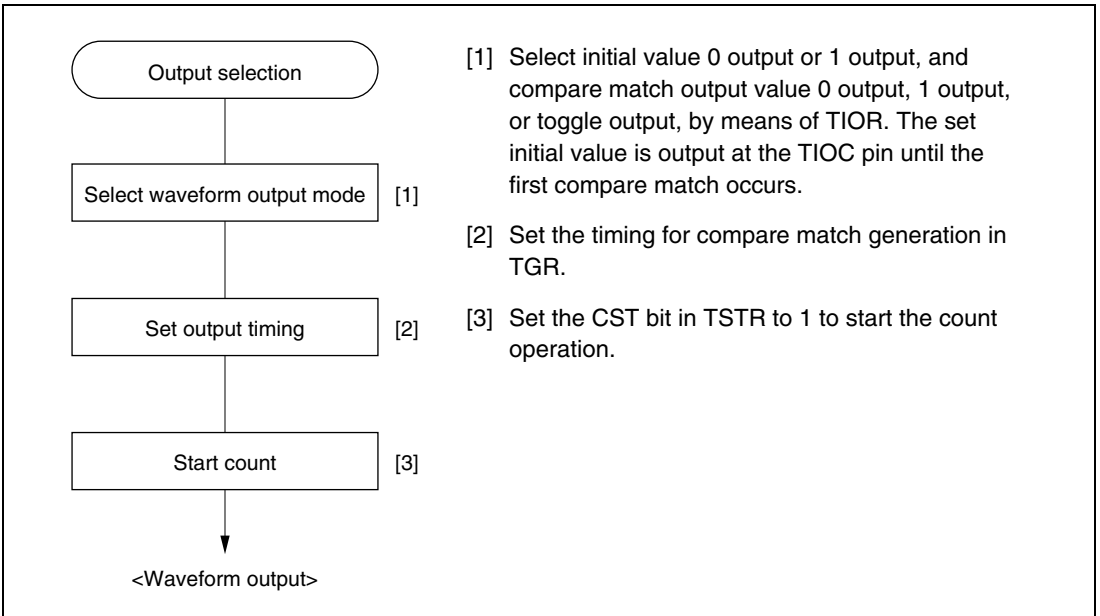 Output selection
Select waveform output mode [1]
Set output timing [2]
Start count [3]
<Waveform output>
[1] Select initial value 0 output or 1 output, and
compare match output value 0 output, 1 output,
or toggle output, by means of TIOR. The set
initial value is output at the TIOC pin until the
first compare match occurs.
[2] Set the timing for compare match generation in
TGR.
[3] Set the CST bit in TSTR to 1 to start the count
operation.